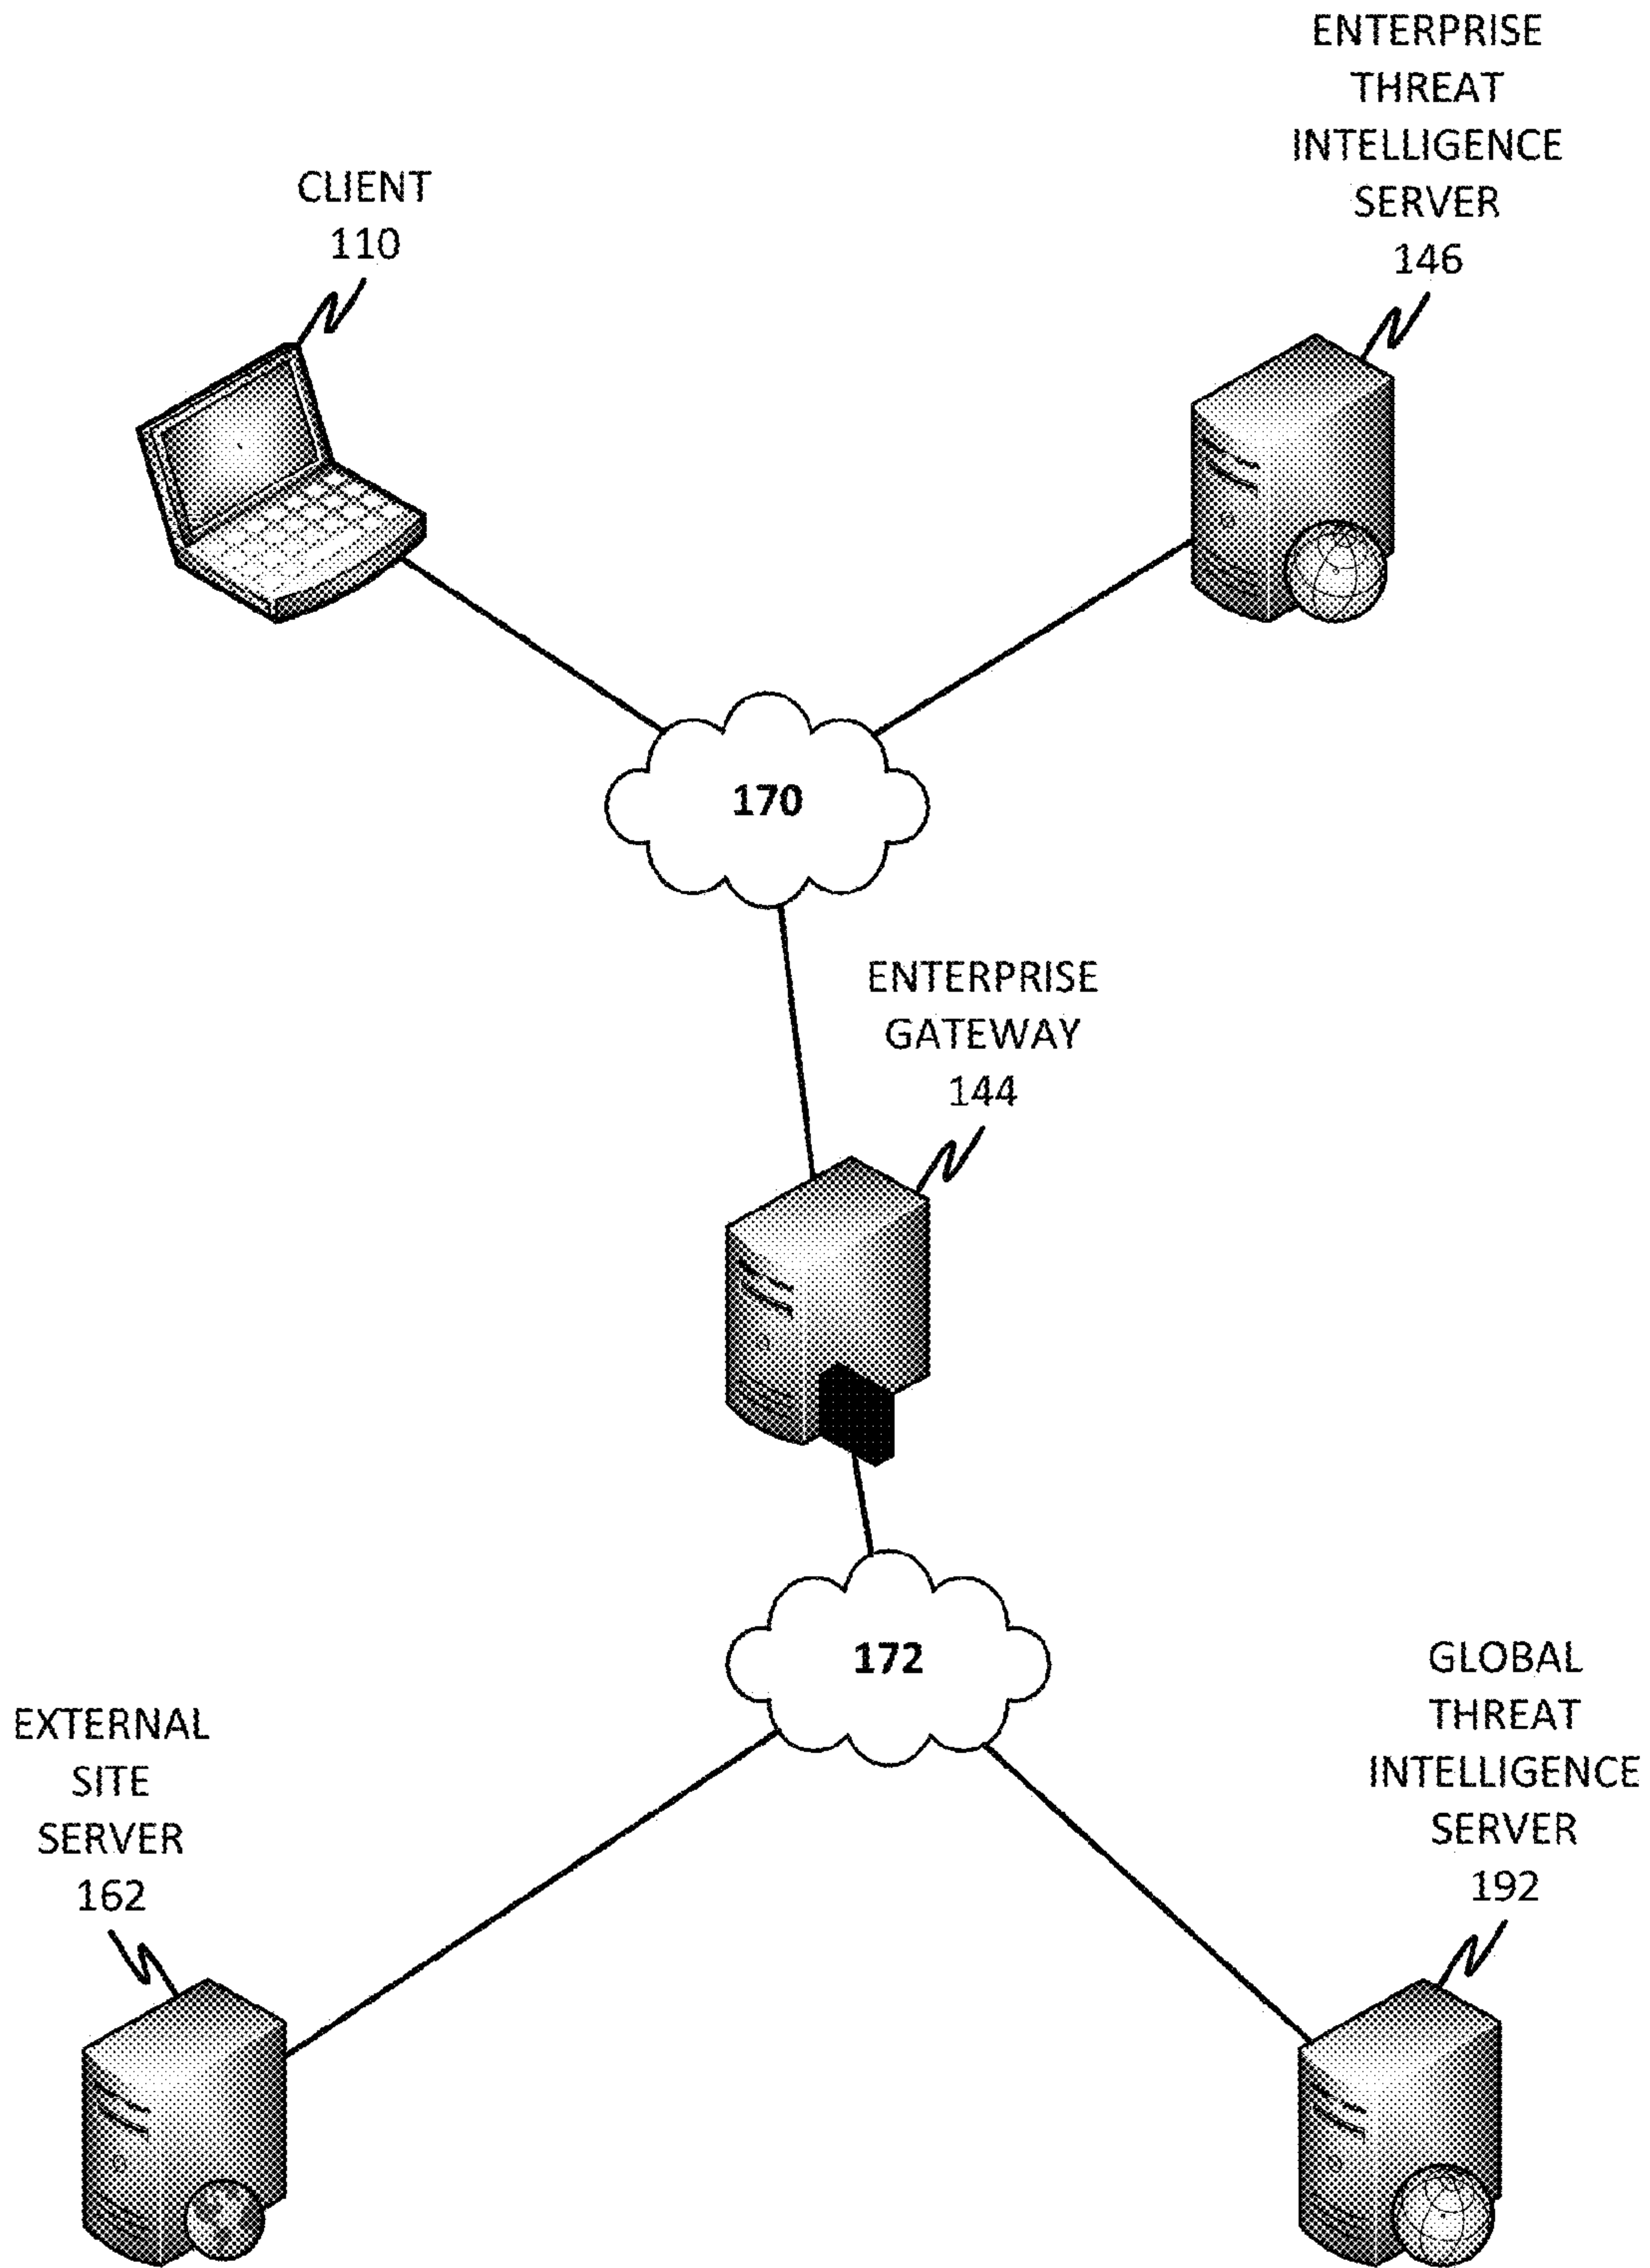 ENTERPRISE
THREAT
INTELLIGENCE
SERVER
146
CLIENT
110
170
ENTERPRISE
GATEWAY
144
172
GLOBAL
THREAT
INTELLIGENCE
SERVER
192
EXTERNAL
SITE
SERVER
162